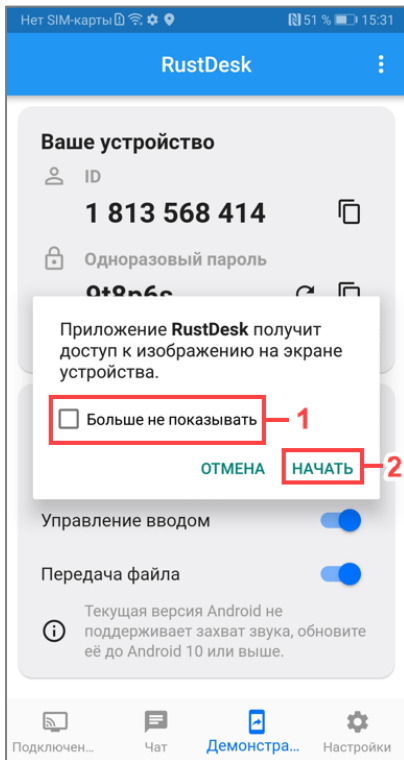 Нет SIM-карты 51 % 15:31
RustDesk
Ваше устройство
ID
1 813 568 414
Одноразовый пароль
9t8p6s
Приложение RustDesk получит
доступ к изображению на экране
устройства.
Больше не показывать
1
ОТМЕНА НАЧАТЬ
2
Управление вводом
Передача файла
Текущая версия Android не
поддерживает захват звука, обновите
её до Android 10 или выше.
Подключен... Чат Демонстра... Настройки